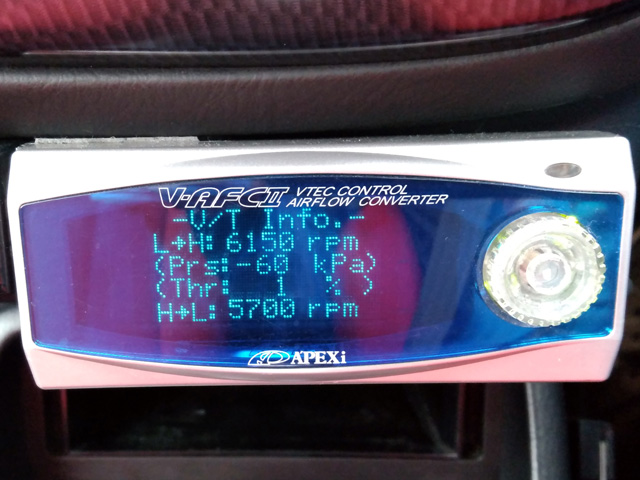 V-AFCII VTEC CONTROL
AIRFLOW CONVERTER
-V/T Info.-
L→H: 6150 rpm
(Prs:-60 kPa)
(Thr: 1 % )
H→L: 5700 rpm
APEXi